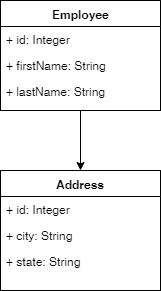 Employee
+ id: Integer
+ firstName: String
+ lastName: String
Address
+ id: Integer
+ city: String
+ state: String